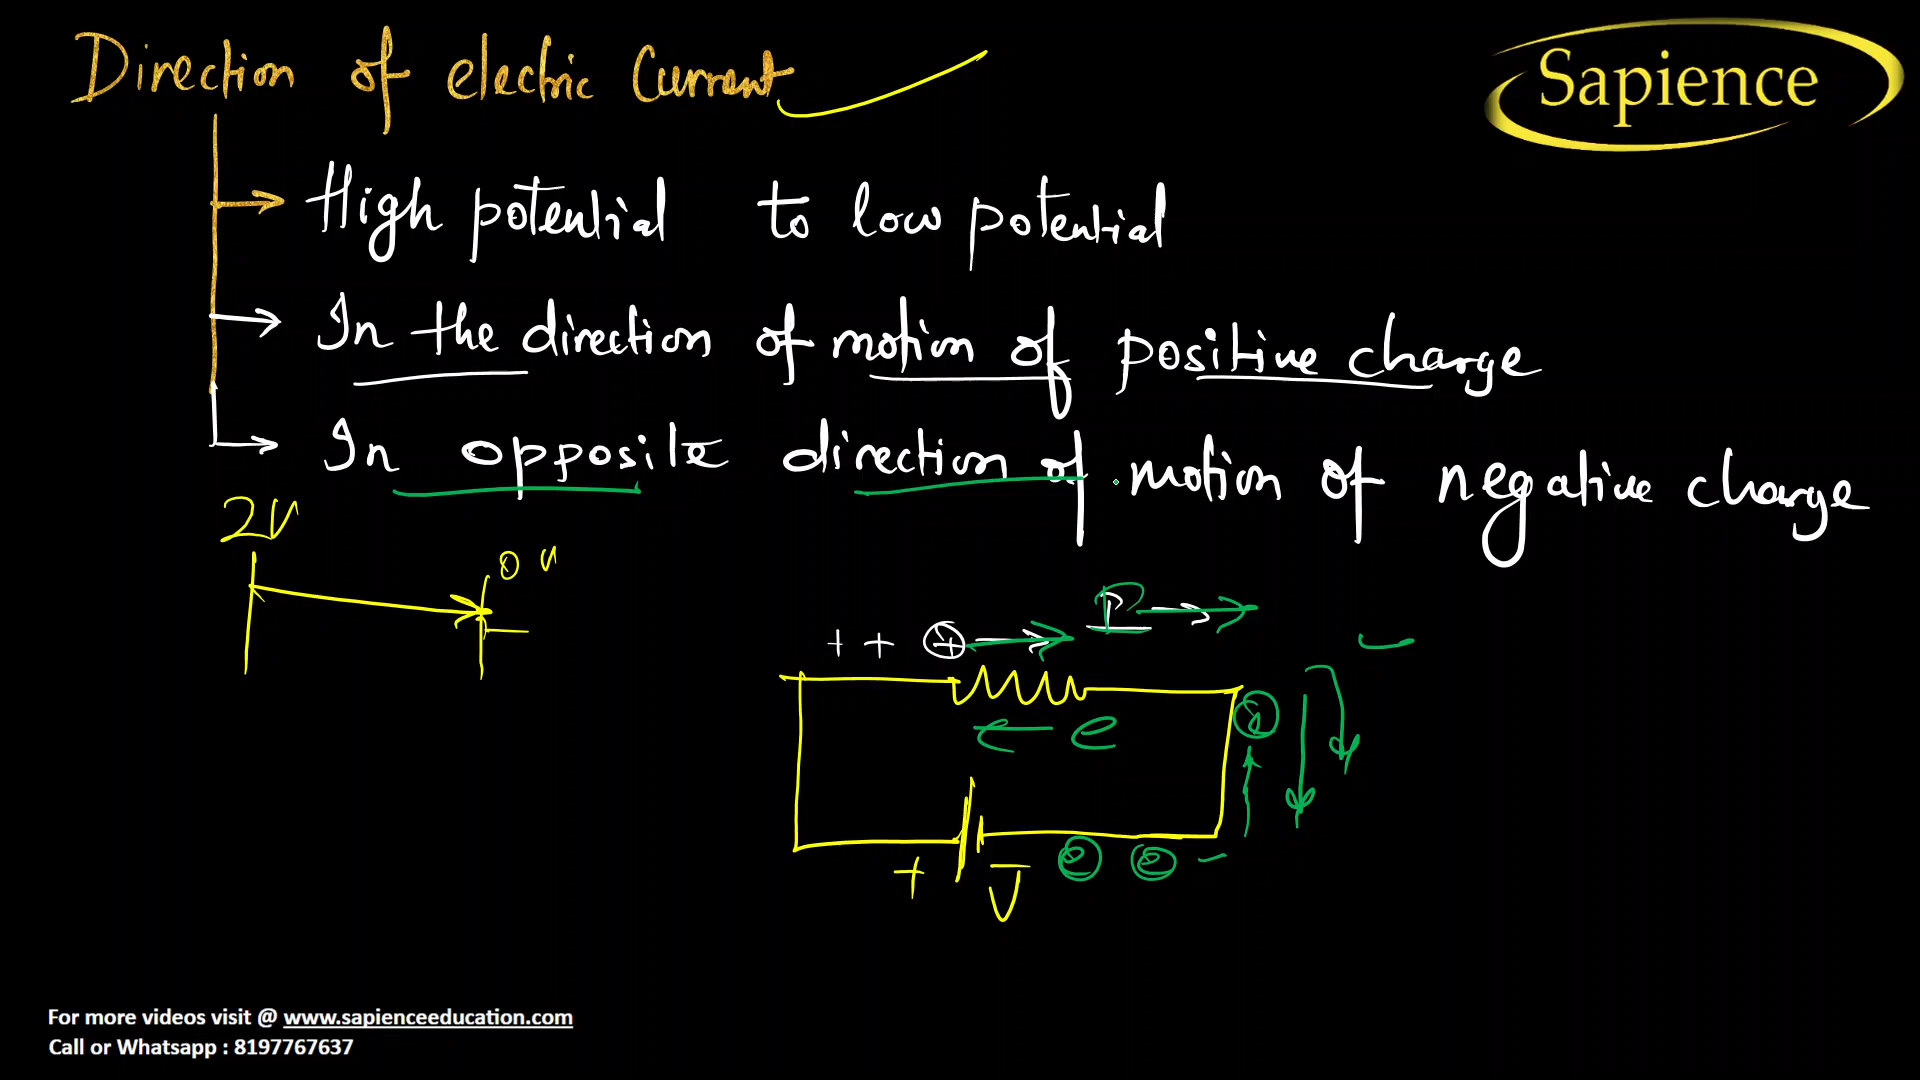 Direction of electric Current
Sapience
High potential to low potential
In the direction of motion of positive charge
In opposite direction of motion of negative charge
2V
0 V
+ + +
e
+
V
For more videos visit @ www.sapienceeducation.com
Call or Whatsapp : 8197767637